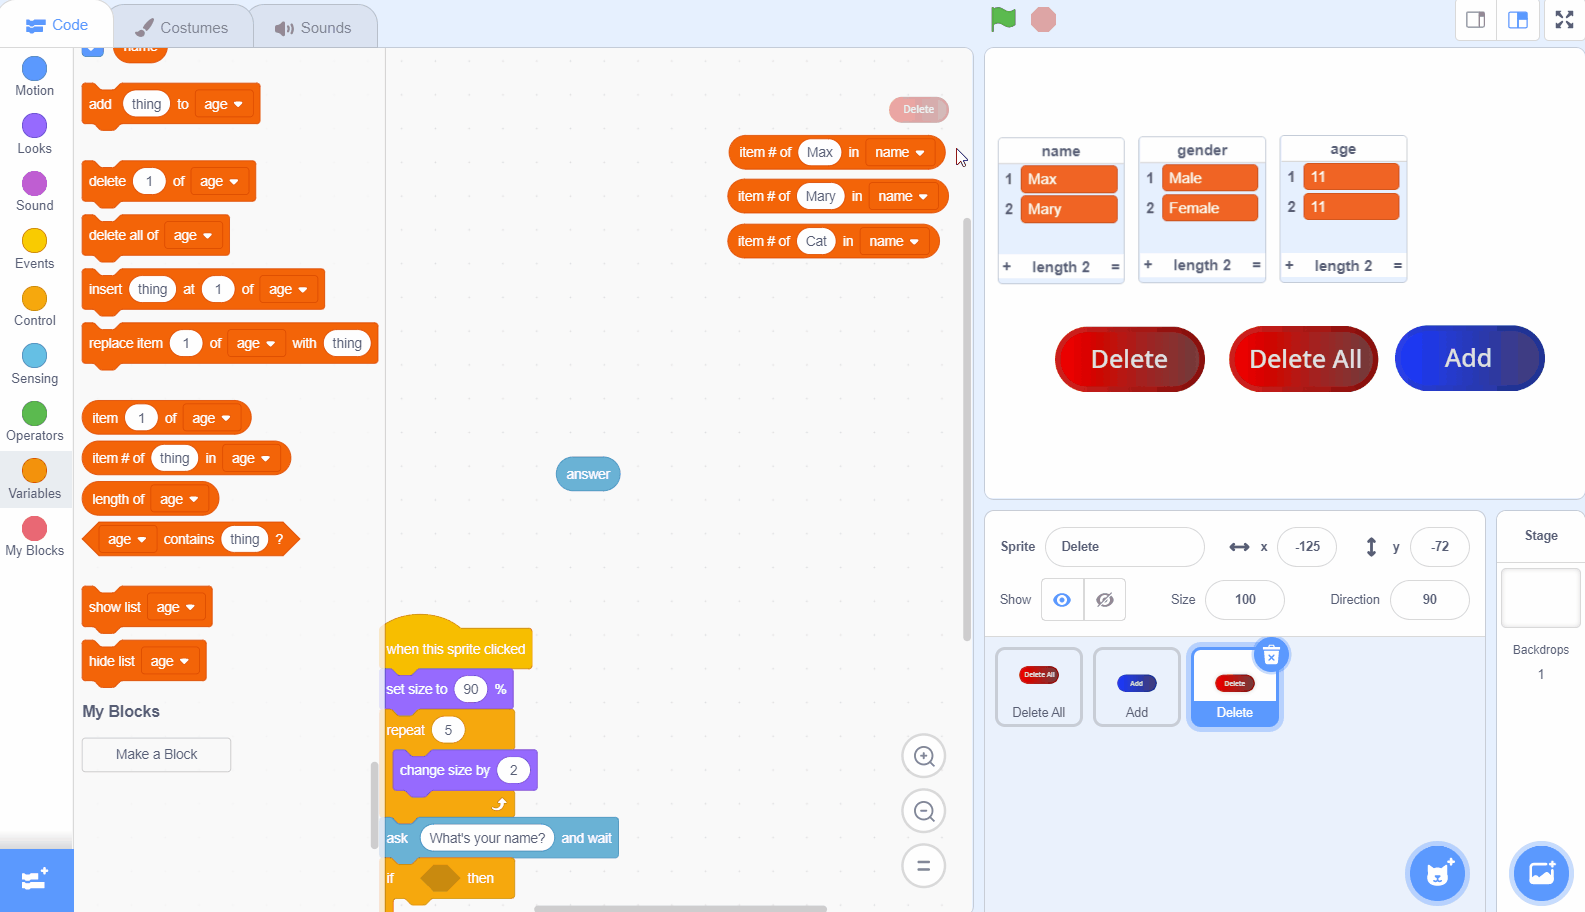 Code
Costumes
Sounds
Motion
Looks
Sound
Events
Control
Sensing
Operators
Variables
My Blocks
name
add thing to age
delete 1 of age
delete all of age
insert thing at 1 of age
replace item 1 of age with thing
item 1 of age
item # of thing in age
length of age
age contains thing ?
show list age
hide list age
My Blocks
Make a Block
Delete
item # of Max in name
item # of Mary in name
item # of Cat in name
answer
when this sprite clicked
set size to 90 %
repeat 5
change size by 2
ask What's your name? and wait
if then
name
1 Max
2 Mary
+ length 2 =
gender
1 Male
2 Female
+ length 2 =
age
1 11
2 11
+ length 2 =
Delete
Delete All
Add
Sprite Delete x -125 y -72
Show Size 100 Direction 90
Delete All
Delete All
Add
Add
Delete
Delete
Stage
Backdrops
1